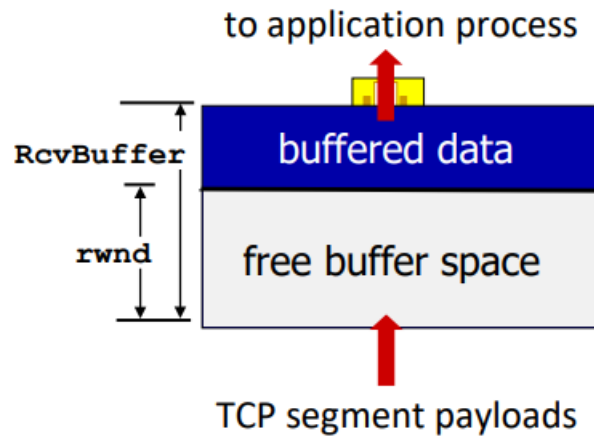 to application process
RcvBuffer
buffered data
rwnd
free buffer space
TCP segment payloads